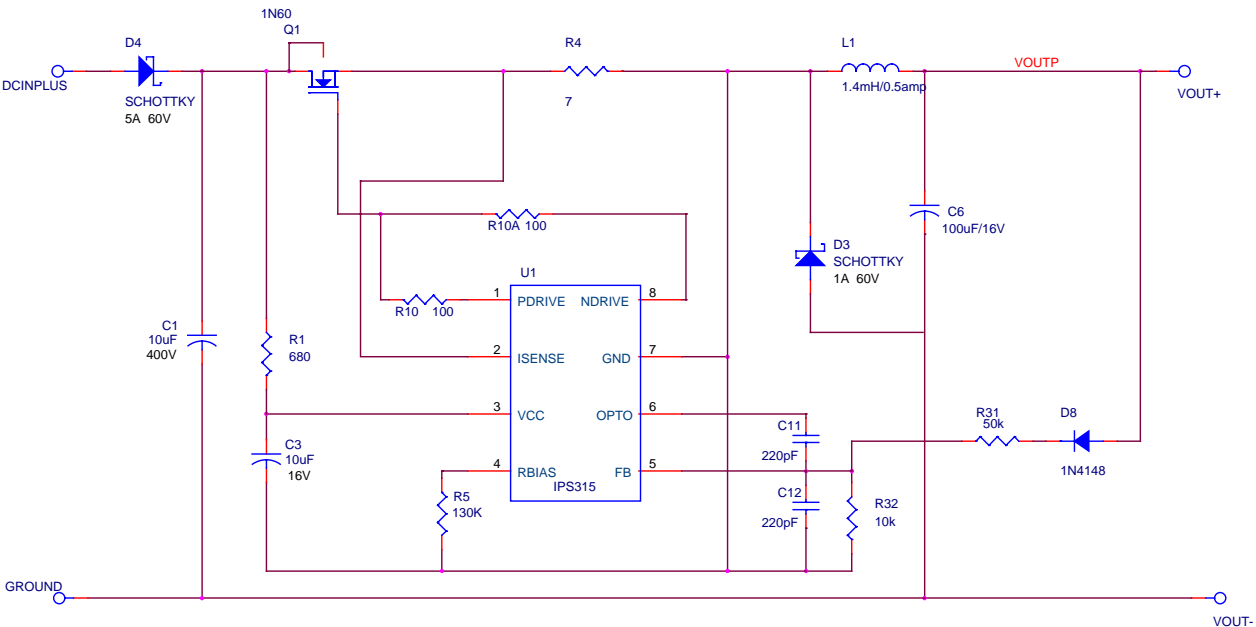 1N60
Q1
D4
R4
L1
VOUTP
DCINPLUS
VOUT+
SCHOTTKY
5A 60V
7
1.4mH/0.5amp
C6
100uF/16V
R10A 100
D3
SCHOTTKY
1A 60V
U1
1
PDRIVE
NDRIVE
8
R10 100
C1
10uF
400V
R1
680
2
ISENSE
GND
7
3
VCC
OPTO
6
R31
50k
D8
C11
220pF
C3
10uF
16V
4
RBIAS
FB
5
1N4148
IPS315
R5
130K
C12
220pF
R32
10k
GROUND
VOUT-